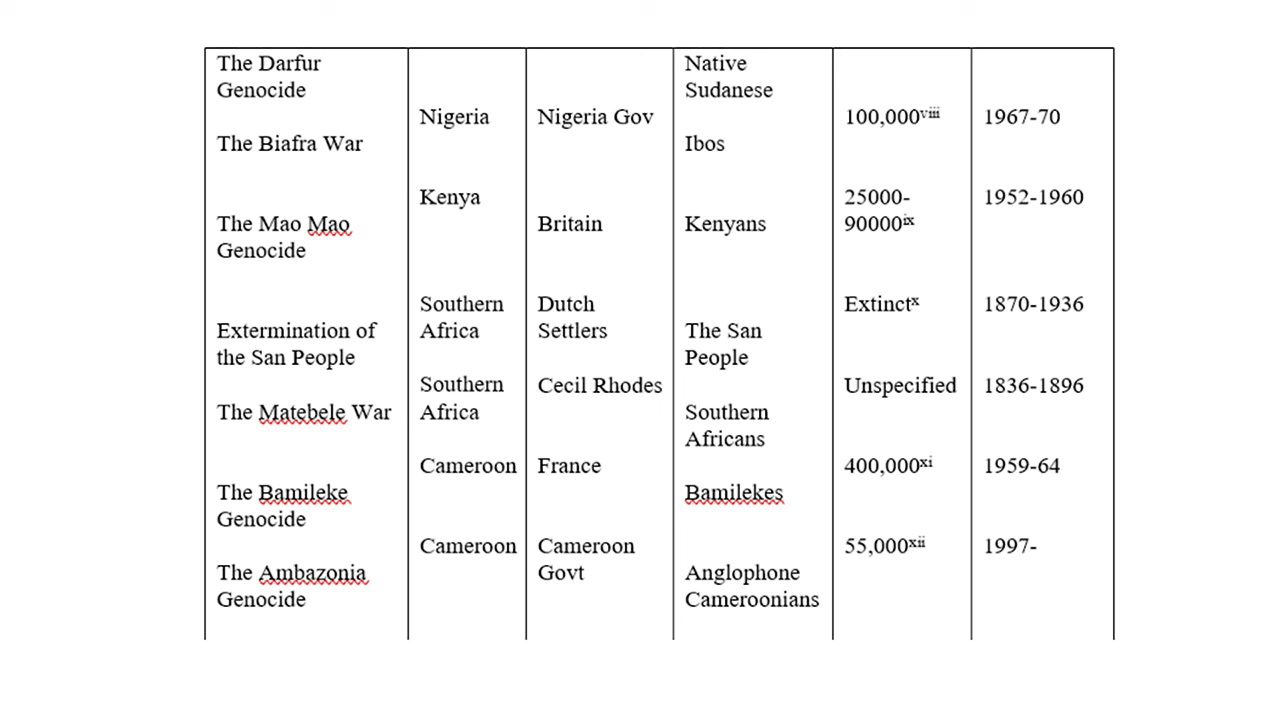 The Darfur
Genocide
Native
Sudanese
Nigeria
Nigeria Gov
100,000ᵛⁱⁱⁱ
1967-70
The Biafra War
Ibos
Kenya
25000-
1952-1960
The Mao Mao
Genocide
Britain
Kenyans
90000ⁱˣ
Southern
Africa
Dutch
Settlers
Extinctˣ
1870-1936
Extermination of
the San People
The San
People
Southern
Africa
Cecil Rhodes
Unspecified
1836-1896
The Matebele War
Southern
Africans
Cameroon
France
400,000ˣⁱ
1959-64
The Bamileke
Genocide
Bamilekes
Cameroon
Cameroon
Govt
55,000ˣⁱⁱ
1997-
The Ambazonia
Genocide
Anglophone
Cameroonians